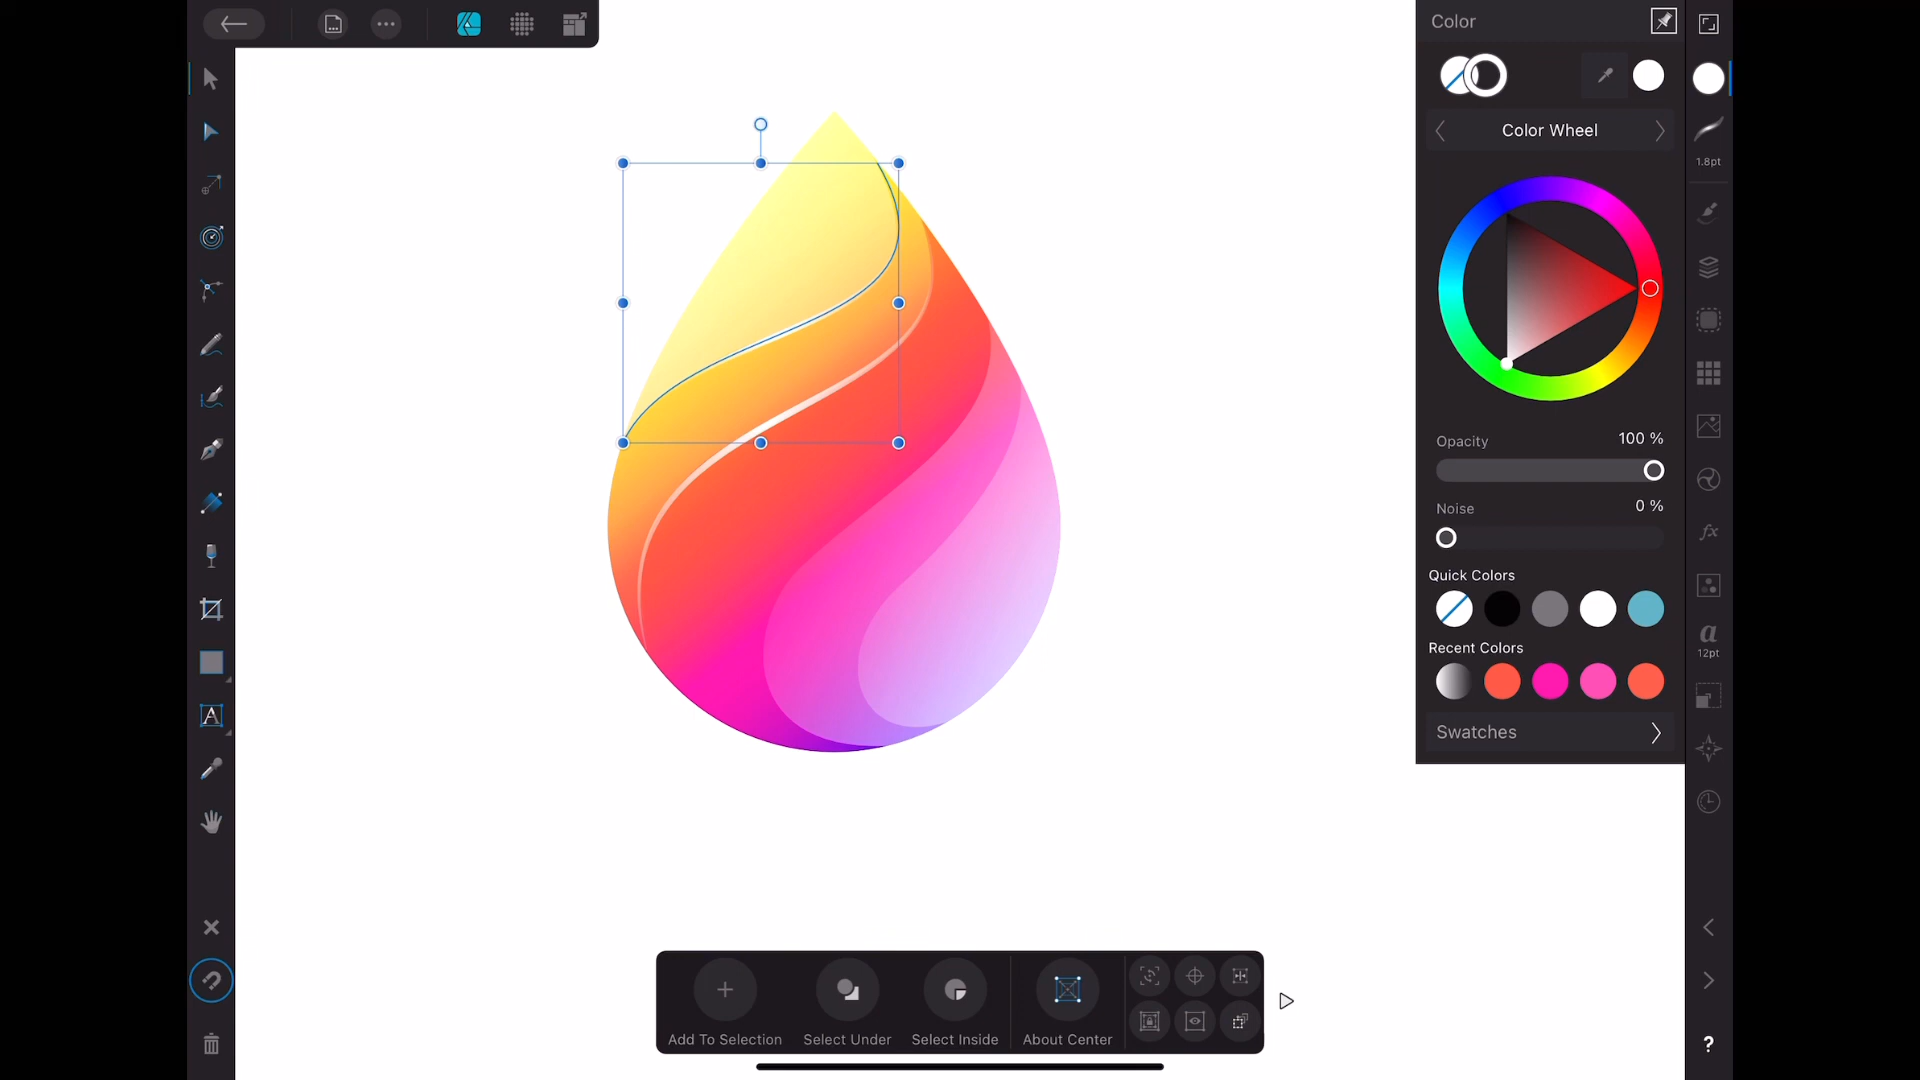 Color
Color Wheel
1.8pt
Opacity
100 %
Noise
0 %
Quick Colors
Recent Colors
fx
a
12pt
Swatches
A
Add To Selection
Select Under
Select Inside
About Center
?